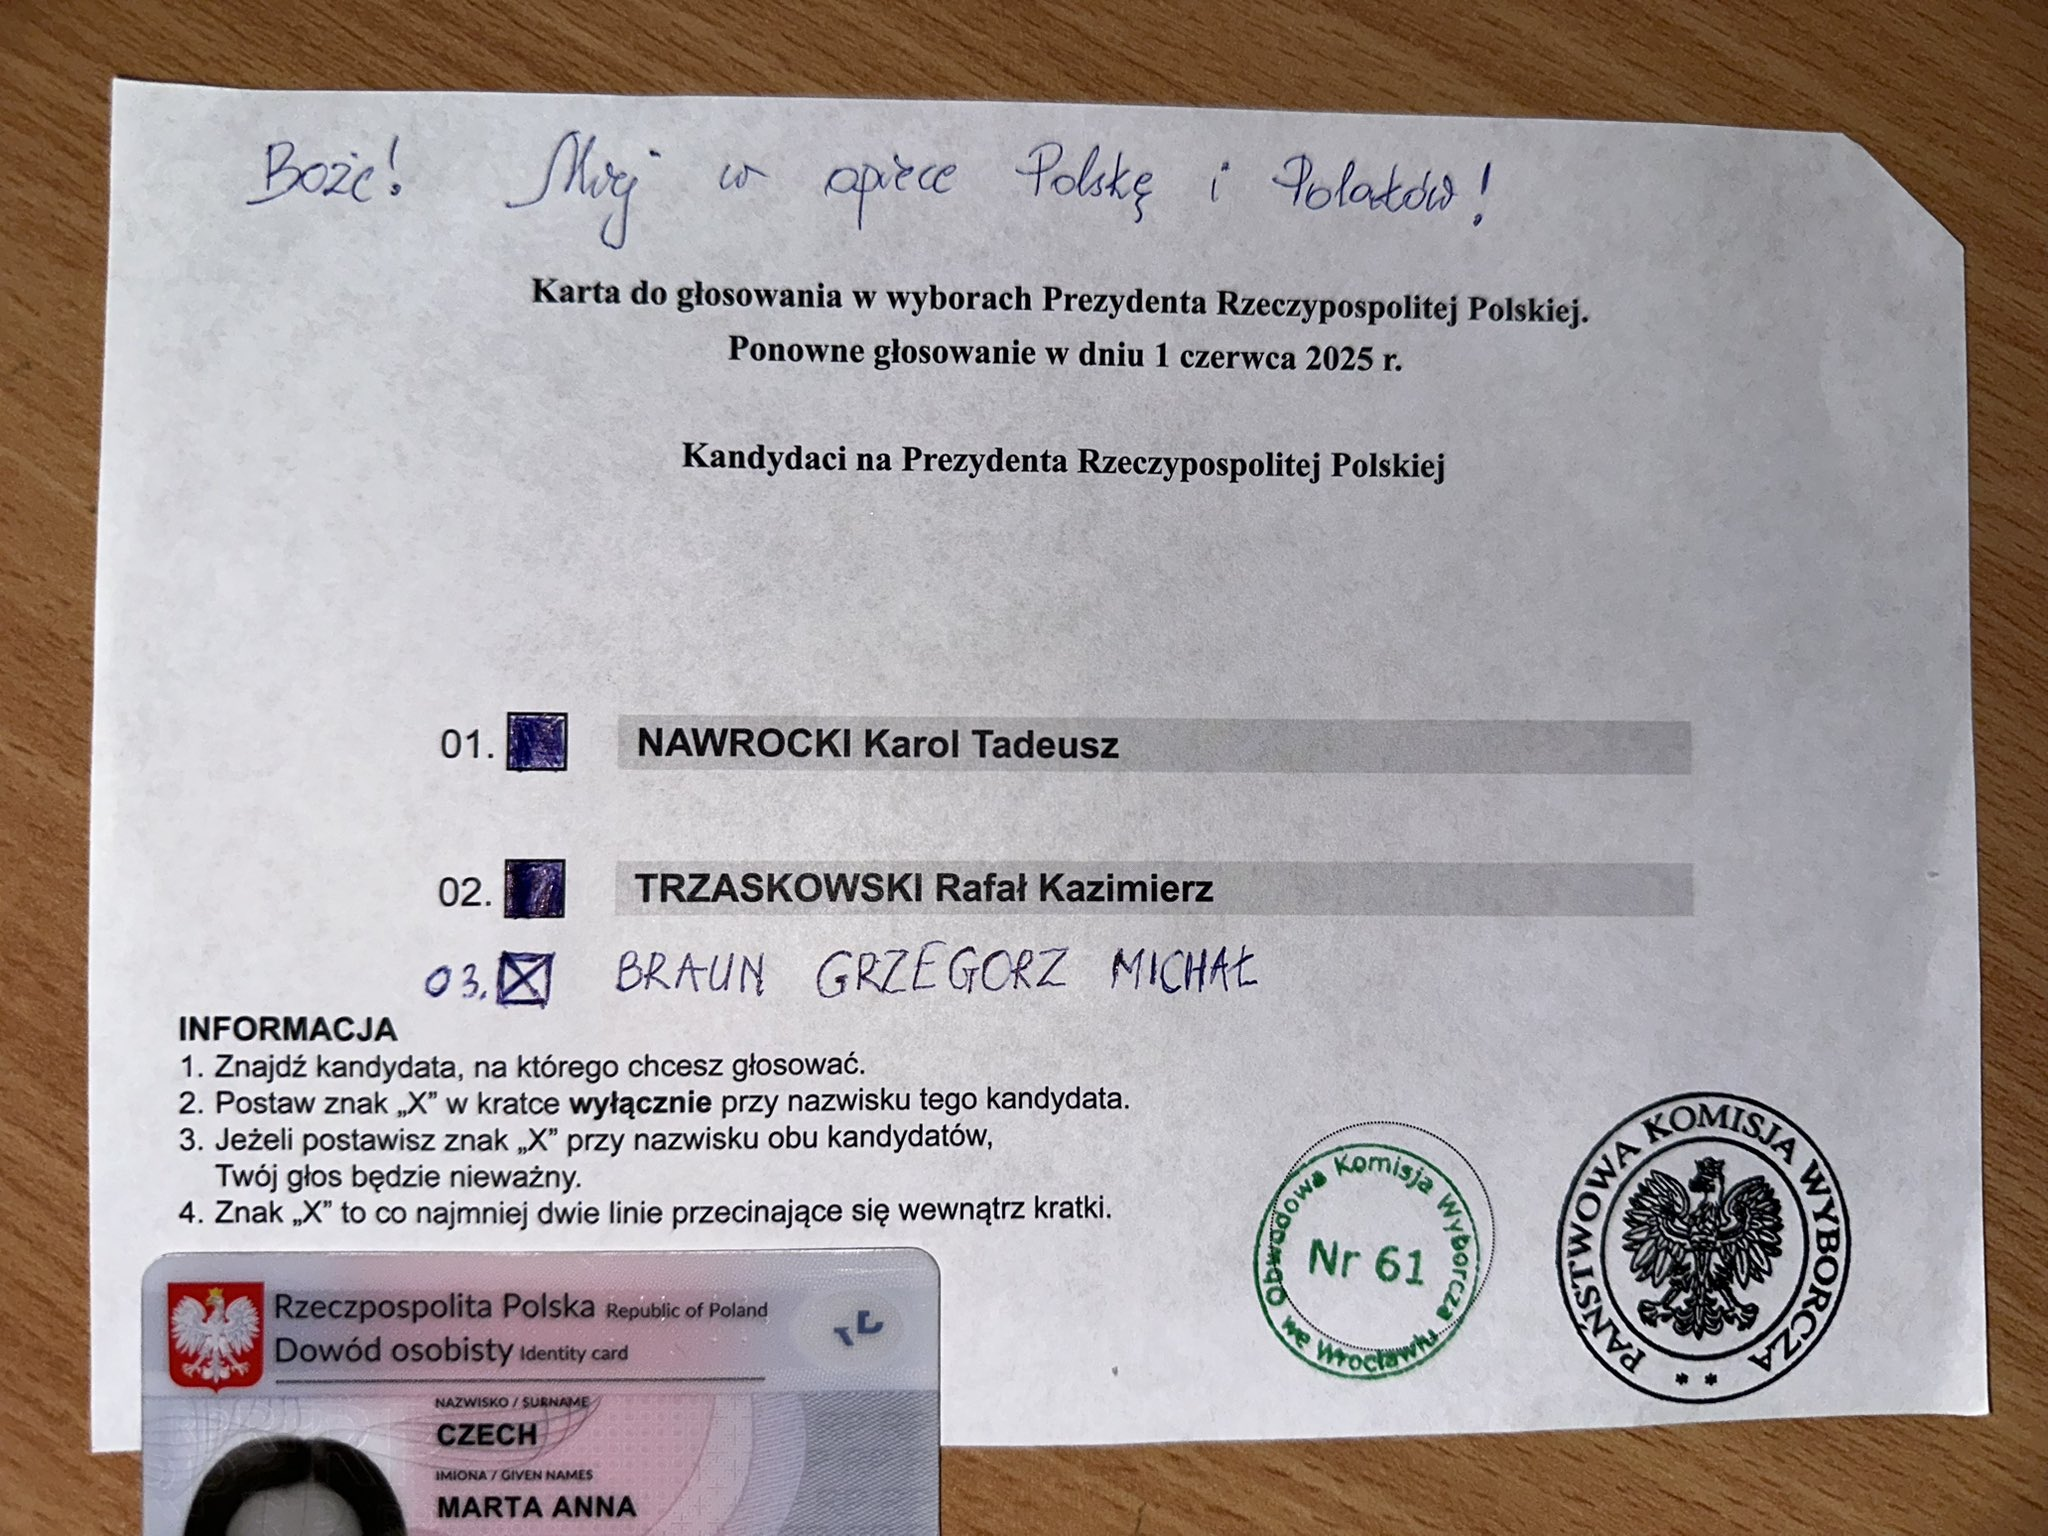 Boże! Miej w opiece Polskę i Polaków!
Karta do głosowania w wyborach Prezydenta Rzeczypospolitej Polskiej.
Ponowne głosowanie w dniu 1 czerwca 2025 r.
Kandydaci na Prezydenta Rzeczypospolitej Polskiej
01. NAWROCKI Karol Tadeusz
02. TRZASKOWSKI Rafał Kazimierz
03. BRAUN GRZEGORZ MICHAŁ
INFORMACJA
1. Znajdź kandydata, na którego chcesz głosować.
2. Postaw znak „X” w kratce wyłącznie przy nazwisku tego kandydata.
3. Jeżeli postawisz znak „X” przy nazwisku obu kandydatów,
Twój głos będzie nieważny.
4. Znak „X” to co najmniej dwie linie przecinające się wewnątrz kratki.
Obwodowa Komisja Wyborcza
Nr 61
we Wrocławiu
PAŃSTWOWA KOMISJA WYBORCZA
Rzeczpospolita Polska Republic of Poland
Dowód osobisty Identity card
NAZWISKO / SURNAME
CZECH
IMIONA / GIVEN NAMES
MARTA ANNA